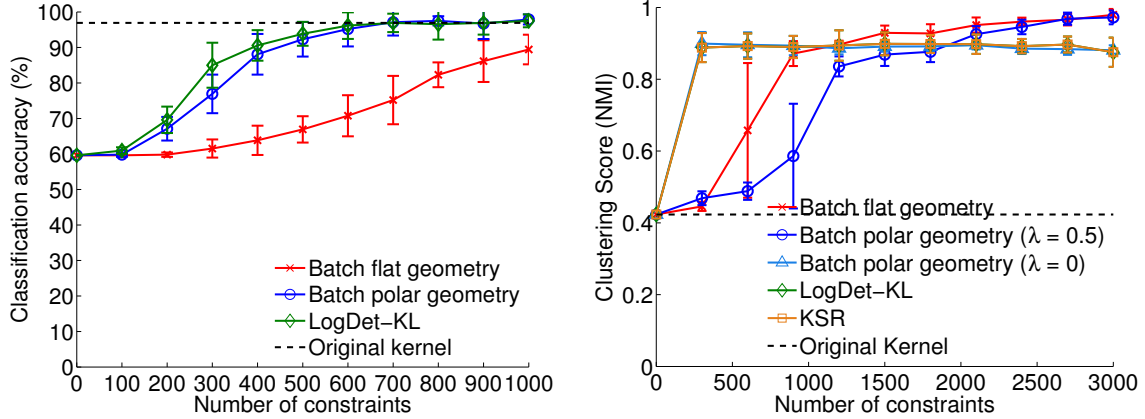 Classification accuracy (%)
100
90
80
70
60
50
40
30
20
10
0
Batch flat geometry
Batch polar geometry
LogDet−KL
Original kernel
0 100 200 300 400 500 600 700 800 900 1000
Number of constraints
Clustering Score (NMI)
1
0.8
0.6
0.4
0.2
0
Batch flat geometry
Batch polar geometry (λ = 0.5)
Batch polar geometry (λ = 0)
LogDet−KL
KSR
Original Kernel
0 500 1000 1500 2000 2500 3000
Number of constraints